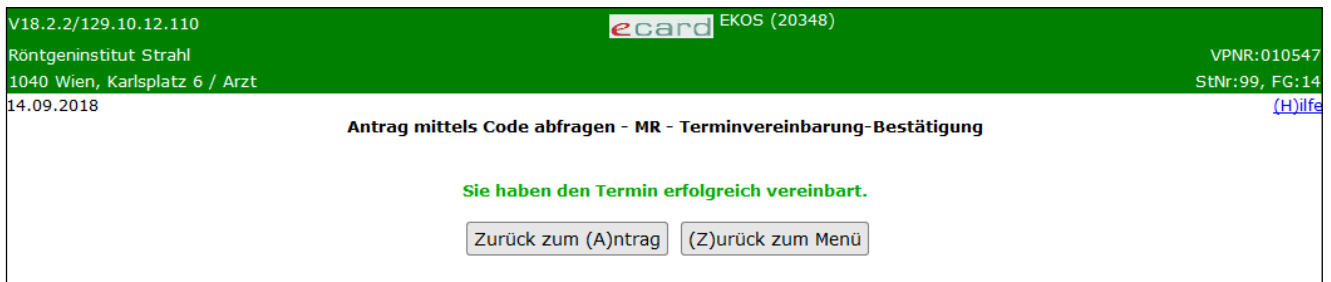 V18.2.2/129.10.12.110
ecard EKOS (20348)
Röntgeninstitut Strahl
VPNR:010547
1040 Wien, Karlsplatz 6 / Arzt
StNr:99, FG:14
14.09.2018
(H)ilfe
Antrag mittels Code abfragen - MR - Terminvereinbarung-Bestätigung
Sie haben den Termin erfolgreich vereinbart.
Zurück zum (A)ntrag
(Z)urück zum Menü